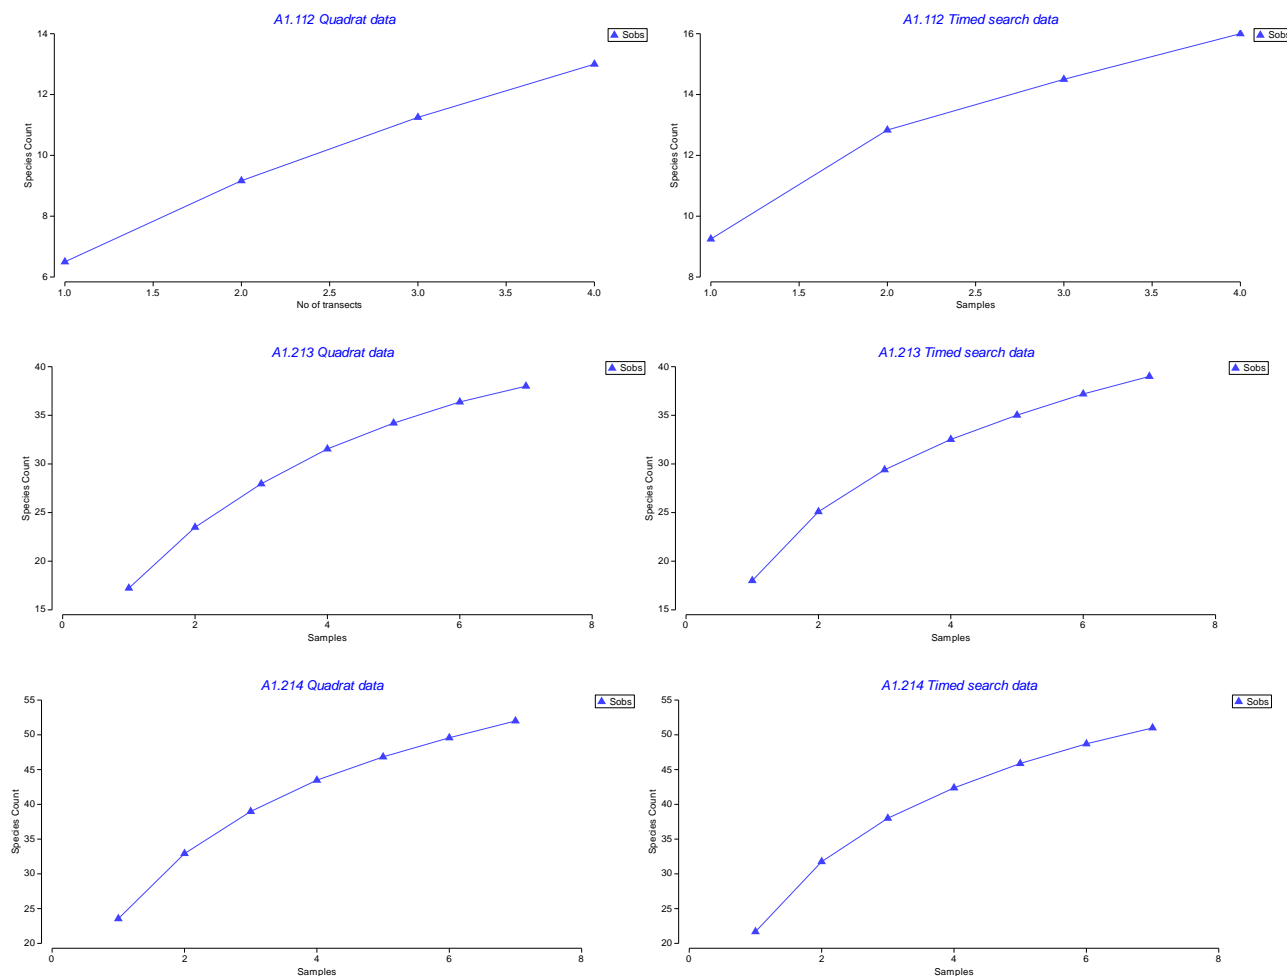 A1.112 Quadrat data
Sobs
14
12
10
8
6
Species Count
1.0 1.5 2.0 2.5 3.0 3.5 4.0
No of transects
A1.112 Timed search data
Sobs
16
14
12
10
8
Species Count
1.0 1.5 2.0 2.5 3.0 3.5 4.0
Samples
A1.213 Quadrat data
Sobs
40
35
30
25
20
15
Species Count
0 2 4 6 8
Samples
A1.213 Timed search data
Sobs
40
35
30
25
20
15
Species Count
0 2 4 6 8
Samples
A1.214 Quadrat data
Sobs
55
50
45
40
35
30
25
20
Species Count
0 2 4 6 8
Samples
A1.214 Timed search data
Sobs
55
50
45
40
35
30
25
20
Species Count
0 2 4 6 8
Samples